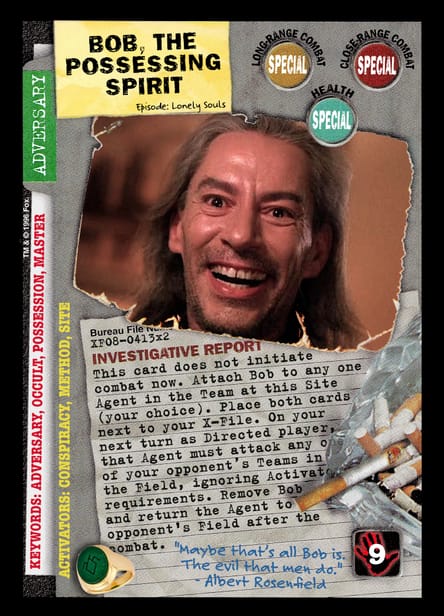 BOB, THE
POSSESSING
SPIRIT
Episode: Lonely Souls
LONG-RANGE COMBAT
SPECIAL
CLOSE-RANGE COMBAT
SPECIAL
HEALTH
SPECIAL
ADVERSARY
TM & © 1996 Fox.
KEYWORDS: ADVERSARY, OCCULT, POSSESSION, MASTER
ACTIVATORS: CONSPIRACY, METHOD, SITE
Bureau File
XF08-0413x2
INVESTIGATIVE REPORT
This card does not initiate
combat now. Attach Bob to any one
Agent in the Team at this Site
(your choice). Place both cards
next to your X-File. On your
next turn as Directed player,
that Agent must attack any
of your opponent's Teams in
the Field, ignoring
requirements. Remove Bob
and return the Agent to
opponent's Field after the
combat.
"Maybe that's all Bob is.
The evil that men do."
- Albert Rosenfield
9